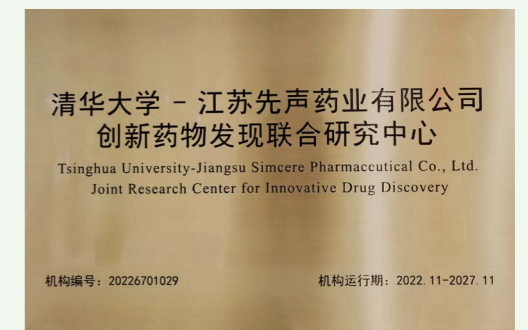 清华大学 - 江苏先声药业有限公司
创新药物发现联合研究中心
Tsinghua University-Jiangsu Simcere Pharmaceutical Co., Ltd.
Joint Research Center for Innovative Drug Discovery
机构编号: 20226701029 机构运行期: 2022.11-2027.11